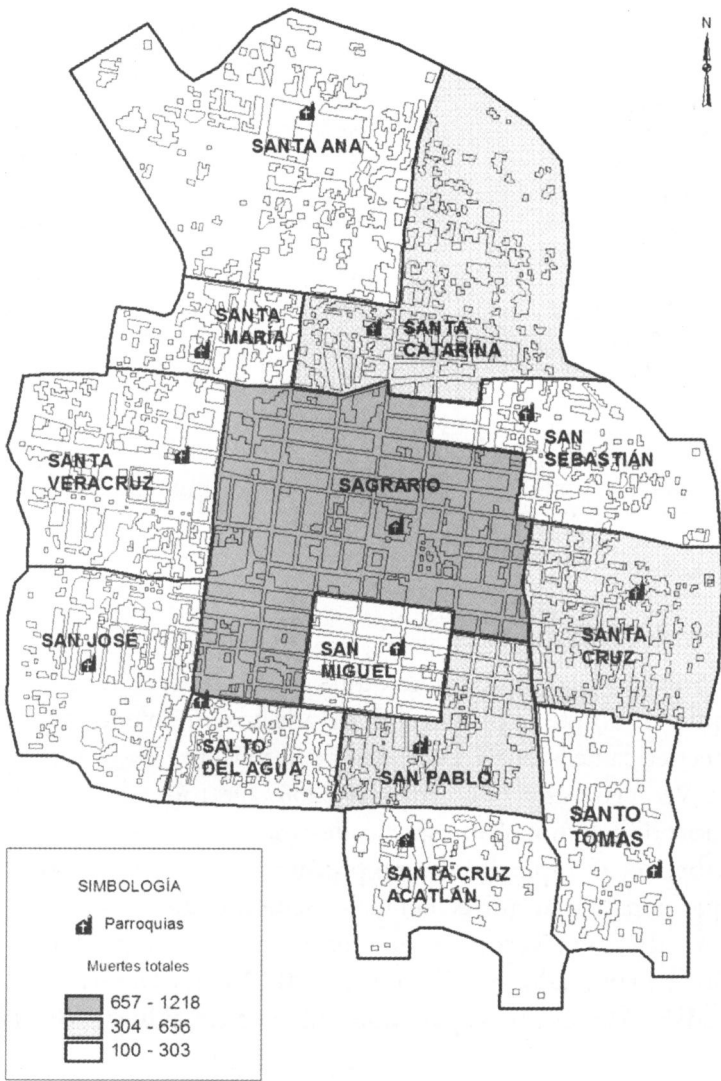 N
SANTA ANA
SANTA
MARÍA
SANTA
CATARINA
SANTA
VERACRUZ
SAGRARIO
SAN
SEBASTIÁN
SAN JOSÉ
SAN
MIGUEL
SANTA
CRUZ
SALTO
DEL AGUA
SAN PABLO
SANTO
TOMÁS
SANTA CRUZ
ACATLÁN
SIMBOLOGÍA
Parroquias
Muertes totales
657 - 1218
304 - 656
100 - 303